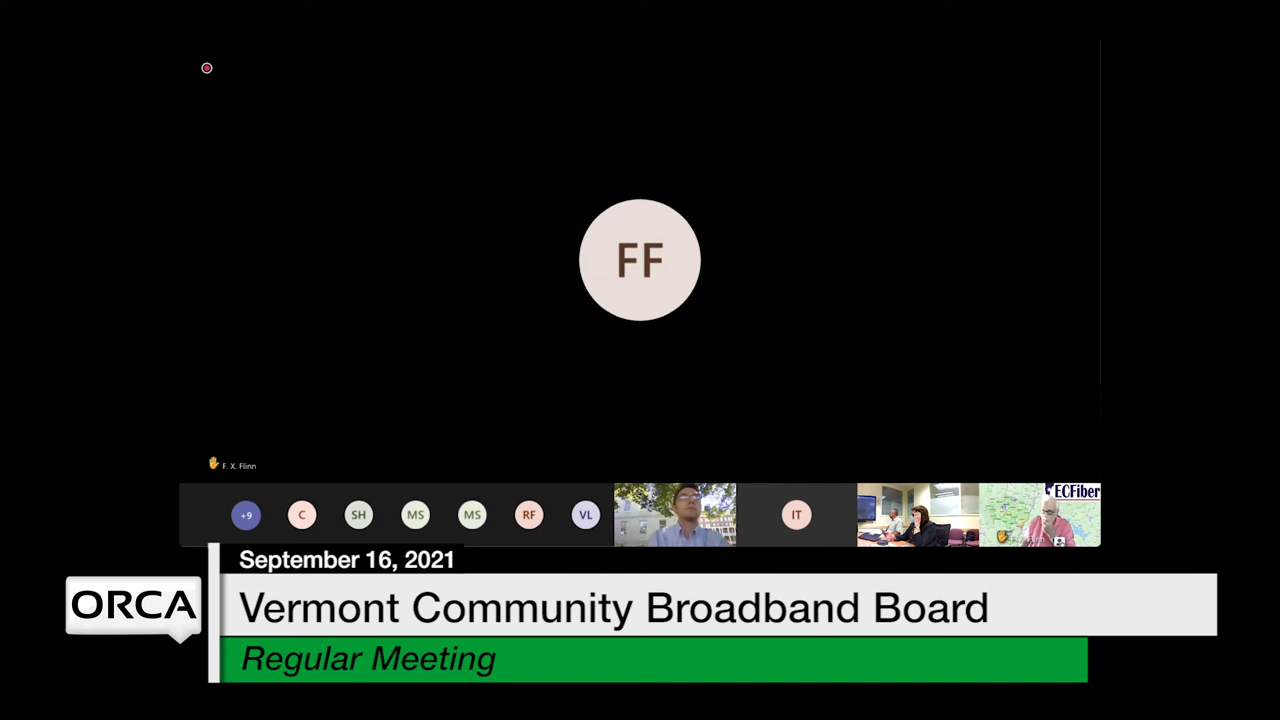 FF
F. X. Flinn
+9
C
SH
MS
MS
RF
VL
IT
ECFiber
September 16, 2021
ORCA
Vermont Community Broadband Board
Regular Meeting